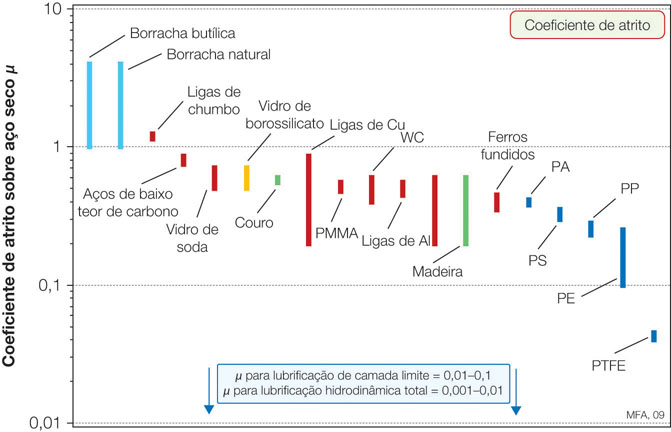 Coeficiente de atrito
Coeficiente de atrito sobre aço seco μ
10
1
0,1
0,01
Borracha butílica
Borracha natural
Ligas de
chumbo
Aços de baixo
teor de carbono
Vidro de
soda
Vidro de
borossilicato
Couro
Ligas de Cu
PMMA
WC
Ligas de Al
Madeira
Ferros
fundidos
PA
PS
PP
PE
PTFE
μ para lubrificação de camada limite = 0,01–0,1
μ para lubrificação hidrodinâmica total = 0,001–0,01
MFA, 09